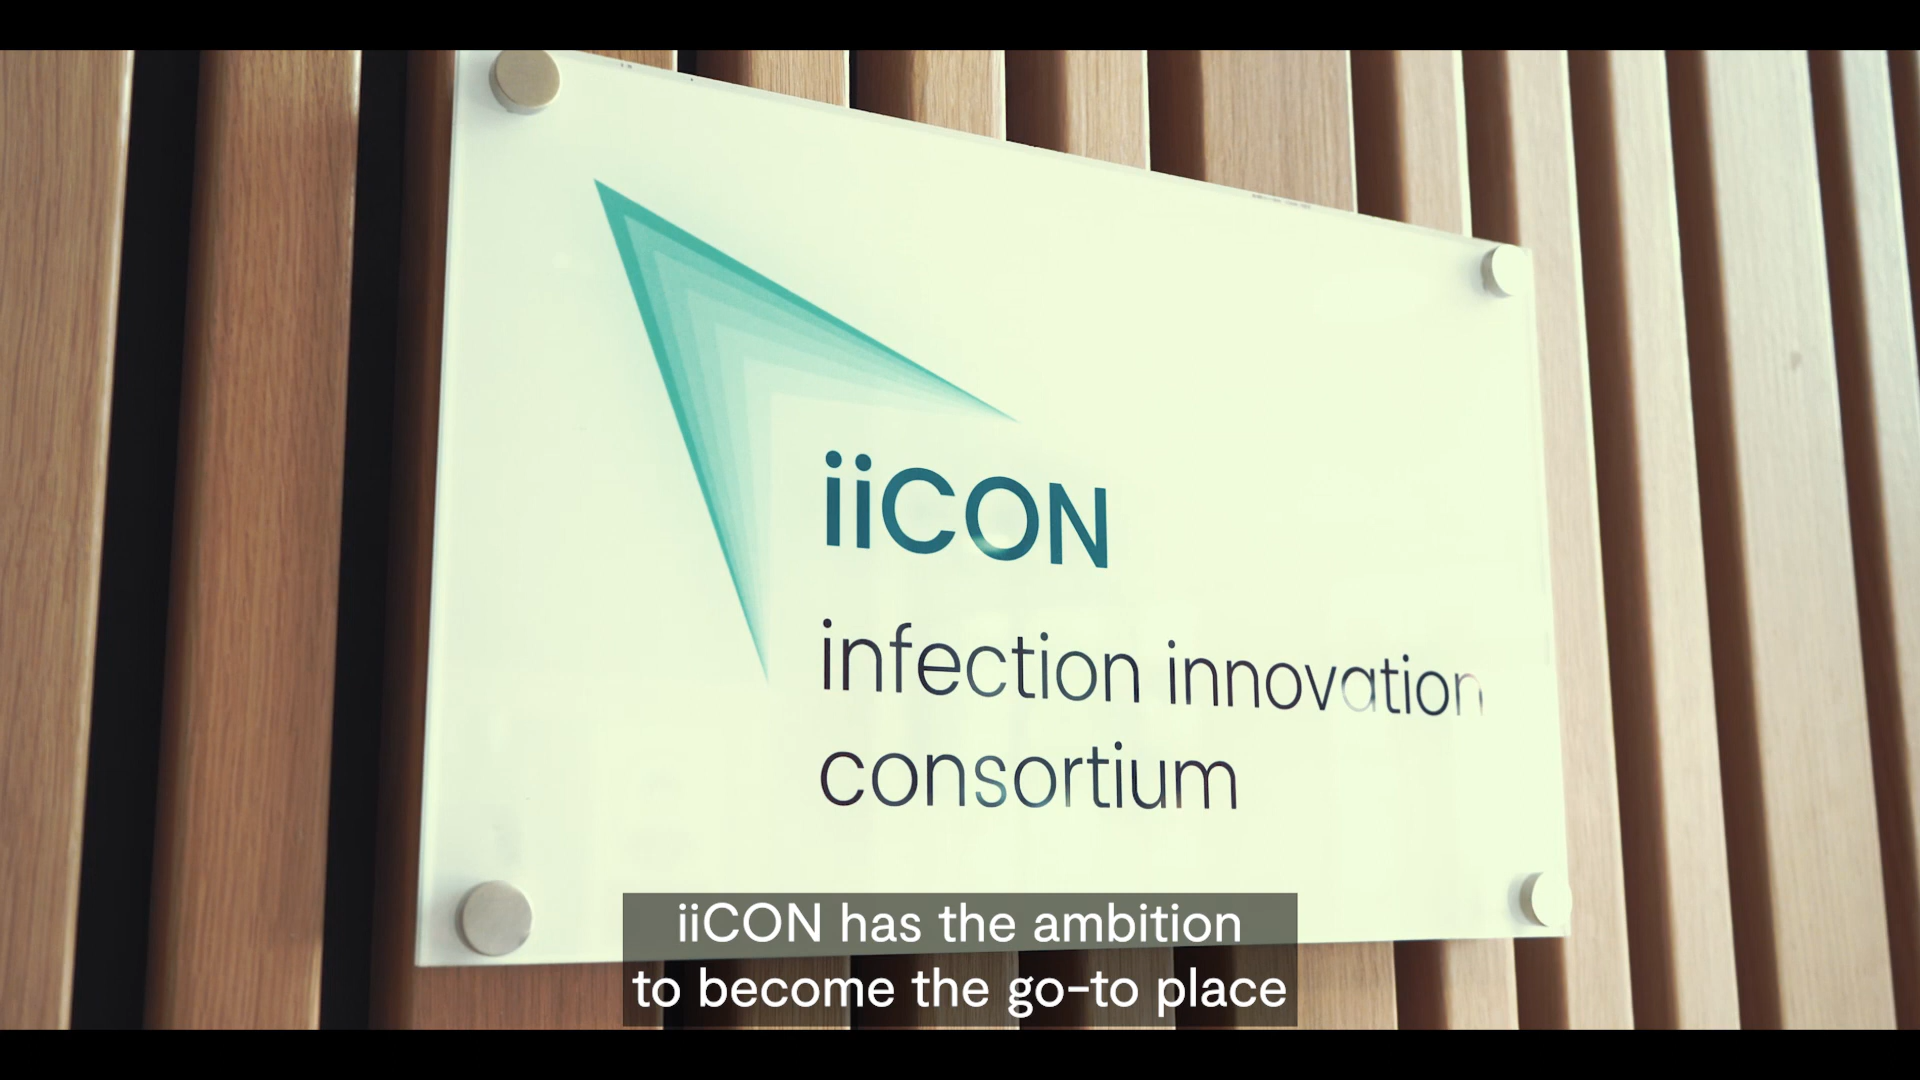 iiCON
infection innovation
consortium
iiCON has the ambition
to become the go-to place